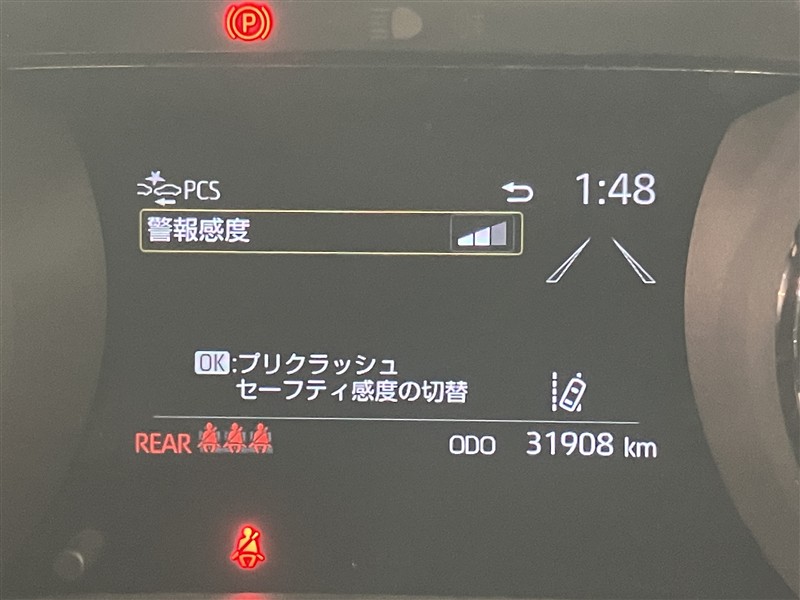 P
PCS
1:48
警報感度
OK:プリクラッシュ
セーフティ感度の切替
REAR
ODO 31908 km